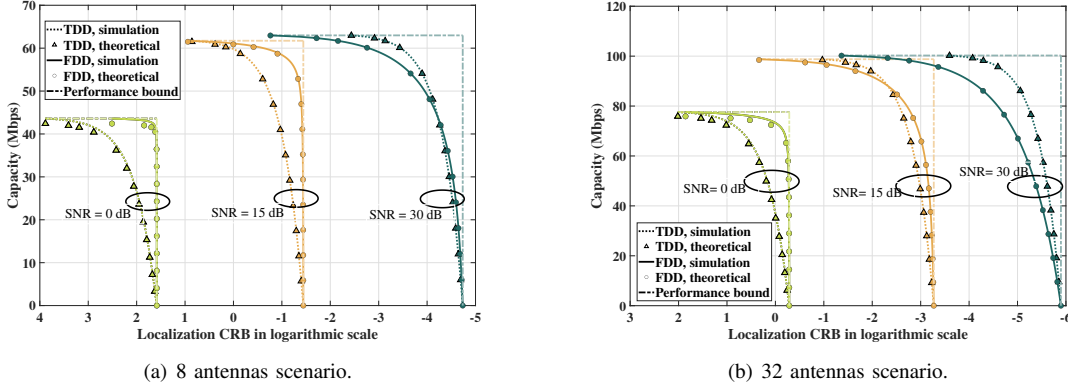 70
60
50
40
30
20
10
0
Capacity (Mbps)
TDD, simulation
TDD, theoretical
FDD, simulation
FDD, theoretical
Performance bound
SNR = 0 dB
SNR = 15 dB
SNR = 30 dB
4 3 2 1 0 -1 -2 -3 -4 -5
Localization CRB in logarithmic scale
(a) 8 antennas scenario.
120
100
80
60
40
20
0
Capacity (Mbps)
SNR = 0 dB
SNR = 15 dB
SNR = 30 dB
TDD, simulation
TDD, theoretical
FDD, simulation
FDD, theoretical
Performance bound
3 2 1 0 -1 -2 -3 -4 -5 -6
Localization CRB in logarithmic scale
(b) 32 antennas scenario.